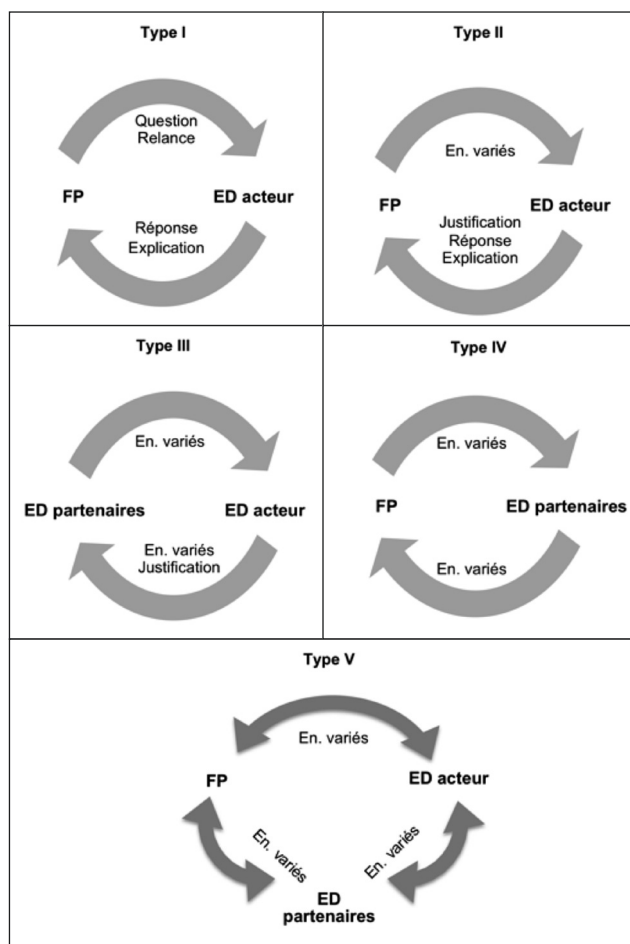 Type I
Question
Relance
FP
ED acteur
Réponse
Explication
Type II
En. variés
FP
ED acteur
Justification
Réponse
Explication
Type III
En. variés
ED partenaires
ED acteur
En. variés
Justification
Type IV
En. variés
FP
ED partenaires
En. variés
Type V
En. variés
FP
ED acteur
En. variés
En. variés
ED
partenaires